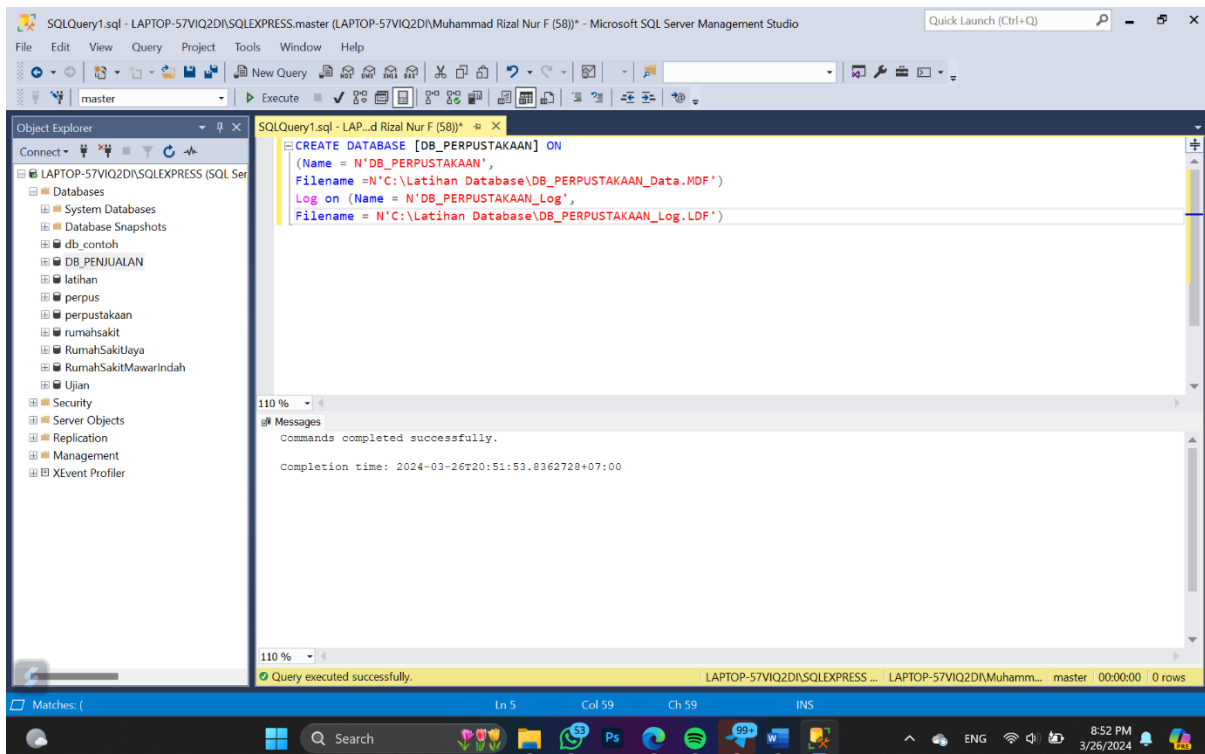 SQLQuery1.sql - LAPTOP-57VIQ2DI\SQLEXPRESS.master (LAPTOP-57VIQ2DI\Muhammad Rizal Nur F (58))* - Microsoft SQL Server Management Studio
Quick Launch (Ctrl+Q)
File Edit View Query Project Tools Window Help
New Query
master
Execute
Object Explorer
SQLQuery1.sql - LAP...d Rizal Nur F (58))*
Connect
CREATE DATABASE [DB_PERPUSTAKAAN] ON
(Name = N'DB_PERPUSTAKAAN',
Filename =N'C:\Latihan Database\DB_PERPUSTAKAAN_Data.MDF')
Log on (Name = N'DB_PERPUSTAKAAN_Log',
Filename = N'C:\Latihan Database\DB_PERPUSTAKAAN_Log.LDF')
LAPTOP-57VIQ2DI\SQLEXPRESS (SQL Ser
Databases
System Databases
Database Snapshots
db_contoh
DB_PENJUALAN
latihan
perpus
perpustakaan
rumahsakit
RumahSakitJaya
RumahSakitMawarIndah
Ujian
Security
Server Objects
Replication
Management
XEvent Profiler
110 %
Messages
Commands completed successfully.
Completion time: 2024-03-26T20:51:53.8362728+07:00
110 %
Query executed successfully.
LAPTOP-57VIQ2DI\SQLEXPRESS ... LAPTOP-57VIQ2DI\Muhamm... master 00:00:00 0 rows
Matches: (
Ln 5 Col 59 Ch 59 INS
Search
53
Ps
99+
W
ENG
8:52 PM
3/26/2024
PRE